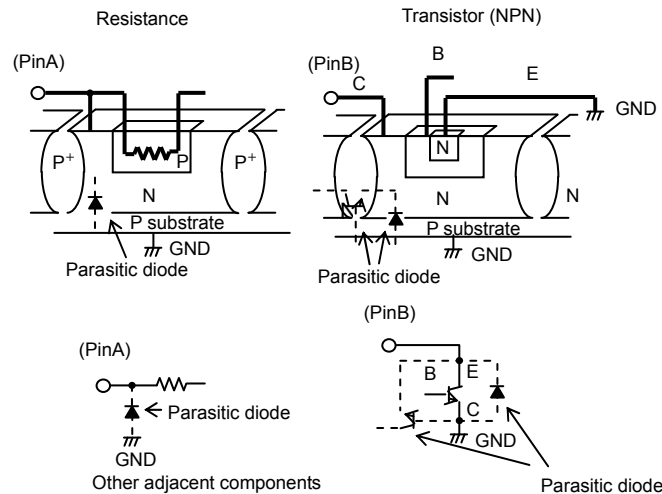 Resistance
Transistor (NPN)
(PinA)
P+
P
P+
N
P substrate
GND
Parasitic diode
(PinB)
C
B
E
GND
N
N
N
P substrate
GND
Parasitic diode
(PinA)
Parasitic diode
GND
Other adjacent components
(PinB)
B
E
C
GND
Parasitic diode